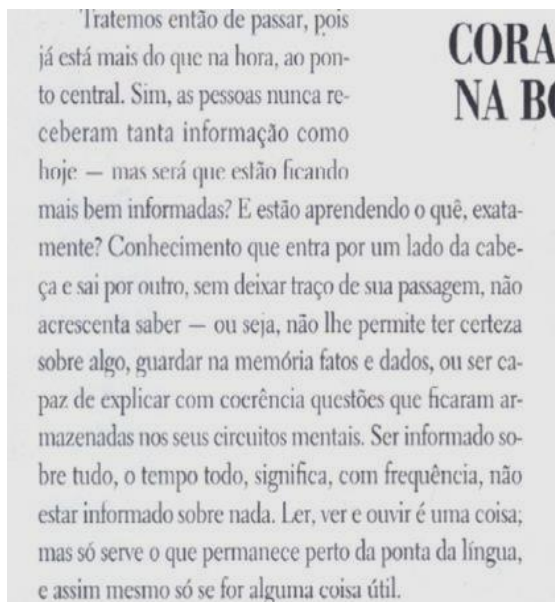 Tratemos então de passar, pois
já está mais do que na hora, ao pon-
to central. Sim, as pessoas nunca re-
ceberam tanta informação como
hoje — mas será que estão ficando
mais bem informadas? E estão aprendendo o quê, exata-
mente? Conhecimento que entra por um lado da cabe-
ça e sai por outro, sem deixar traço de sua passagem, não
acrescenta saber — ou seja, não lhe permite ter certeza
sobre algo, guardar na memória fatos e dados, ou ser ca-
paz de explicar com coerência questões que ficaram ar-
mazenadas nos seus circuitos mentais. Ser informado so-
bre tudo, o tempo todo, significa, com frequência, não
estar informado sobre nada. Ler, ver e ouvir é uma coisa;
mas só serve o que permanece perto da ponta da língua,
e assim mesmo só se for alguma coisa útil.
CORA
NA BO